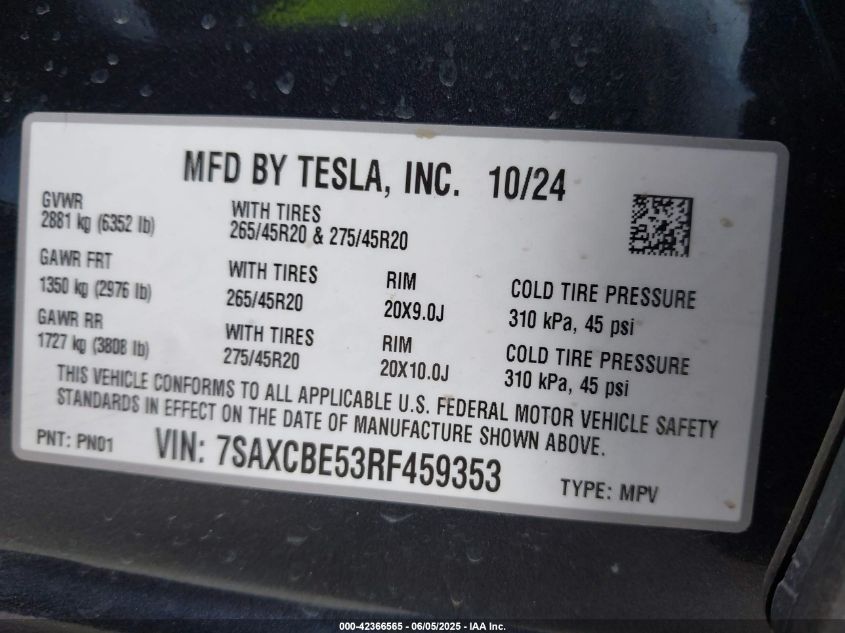 MFD BY TESLA, INC. 10/24
GVWR
2881 kg (6352 lb)
WITH TIRES
265/45R20 & 275/45R20
GAWR FRT
1350 kg (2976 lb)
WITH TIRES
265/45R20
RIM
20X9.0J
COLD TIRE PRESSURE
310 kPa, 45 psi
GAWR RR
1727 kg (3808 lb)
WITH TIRES
275/45R20
RIM
20X10.0J
COLD TIRE PRESSURE
310 kPa, 45 psi
THIS VEHICLE CONFORMS TO ALL APPLICABLE U.S. FEDERAL MOTOR VEHICLE SAFETY
STANDARDS IN EFFECT ON THE DATE OF MANUFACTURE SHOWN ABOVE.
PNT: PN01
VIN: 7SAXCBE53RF459353
TYPE: MPV
000-42366565 - 06/05/2025 - IAA Inc.